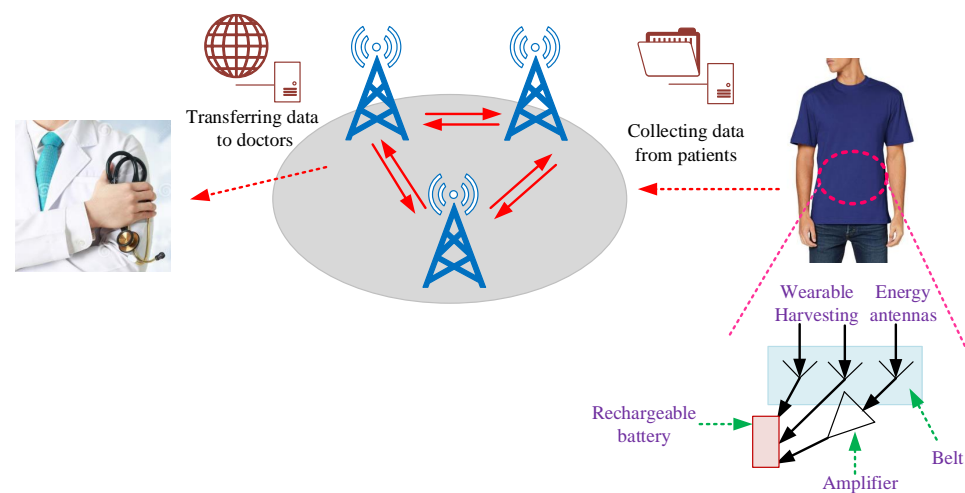 Transferring data
to doctors
Collecting data
from patients
Wearable Energy
Harvesting antennas
Rechargeable
battery
Belt
Amplifier